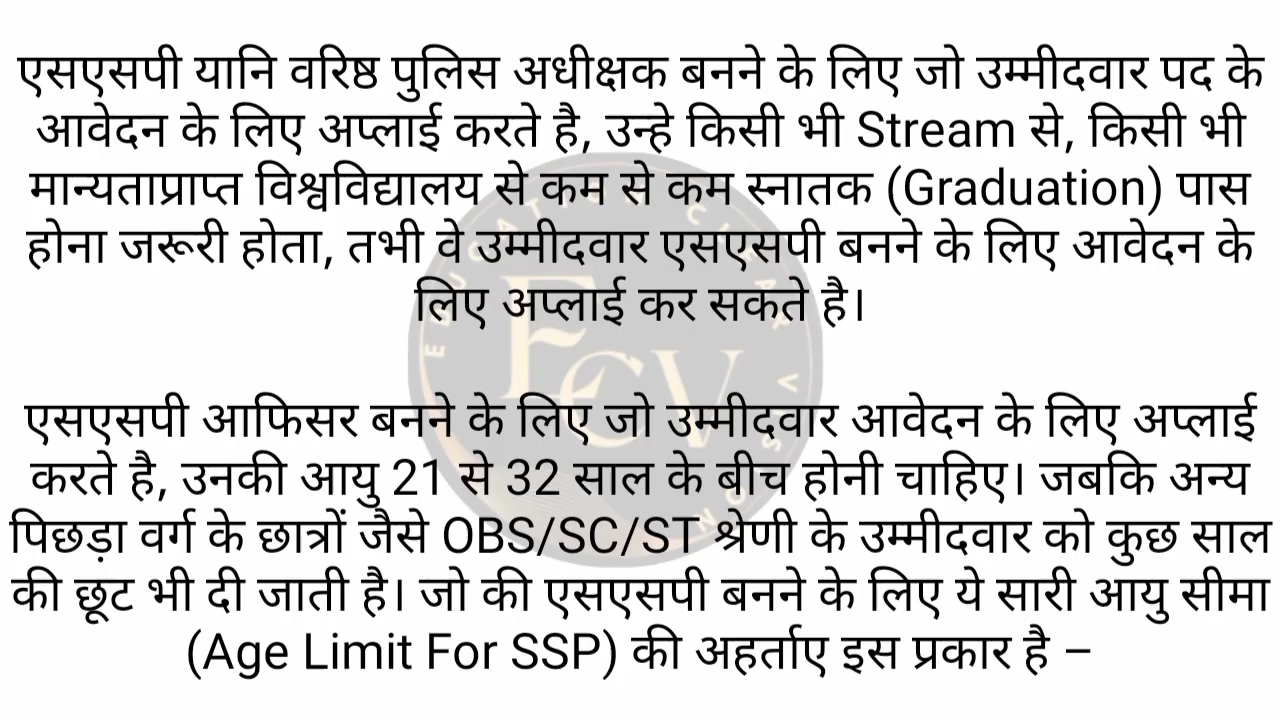 एसएसपी यानि वरिष्ठ पुलिस अधीक्षक बनने के लिए जो उम्मीदवार पद के
आवेदन के लिए अप्लाई करते है, उन्हे किसी भी Stream से, किसी भी
मान्यताप्राप्त विश्वविद्यालय से कम से कम स्नातक (Graduation) पास
होना जरूरी होता, तभी वे उम्मीदवार एसएसपी बनने के लिए आवेदन के
लिए अप्लाई कर सकते है।
एसएसपी आफिसर बनने के लिए जो उम्मीदवार आवेदन के लिए अप्लाई
करते है, उनकी आयु 21 से 32 साल के बीच होनी चाहिए। जबकि अन्य
पिछड़ा वर्ग के छात्रों जैसे OBS/SC/ST श्रेणी के उम्मीदवार को कुछ साल
की छूट भी दी जाती है। जो की एसएसपी बनने के लिए ये सारी आयु सीमा
(Age Limit For SSP) की अहर्ताए इस प्रकार है –
ECV